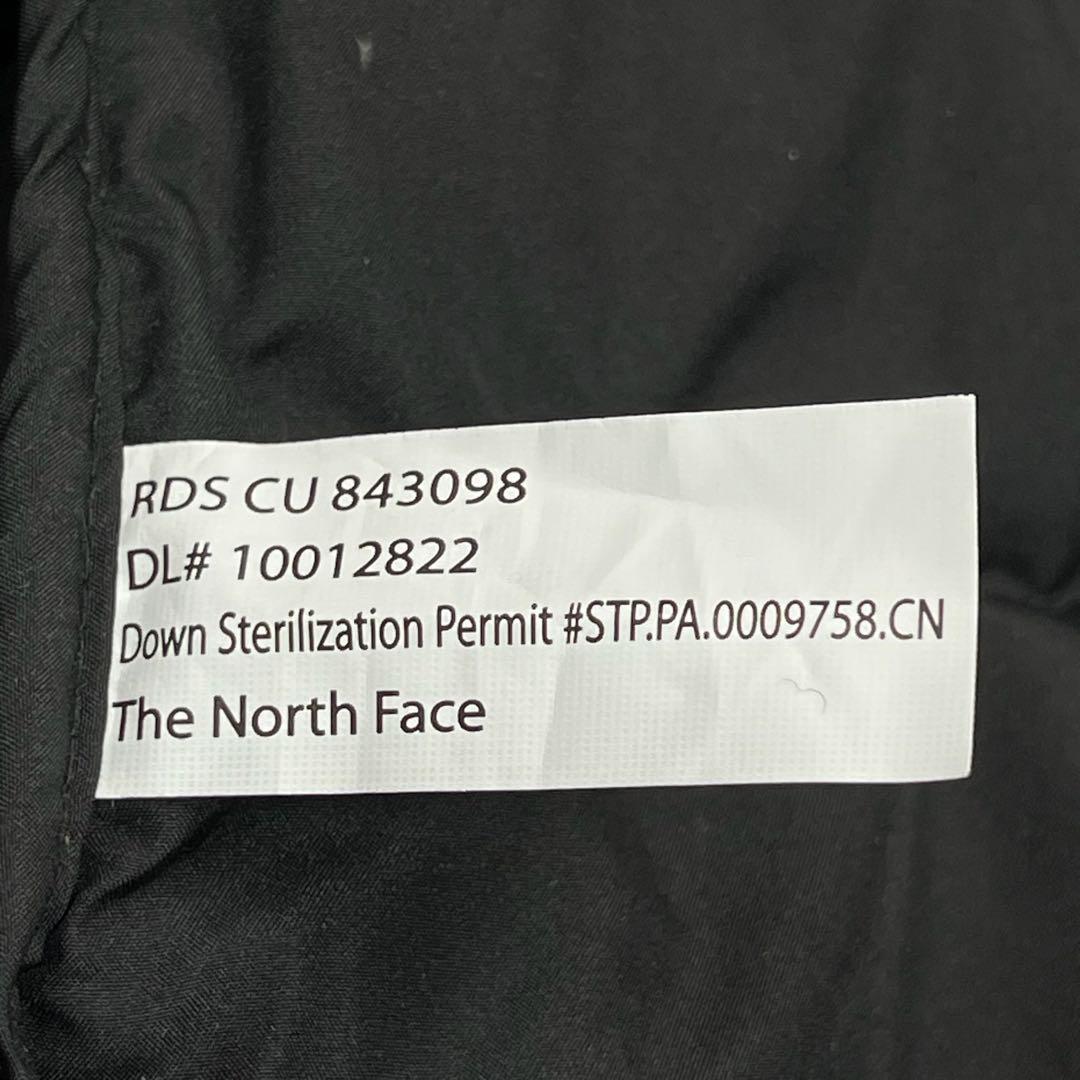 RDS CU 843098
DL# 10012822
Down Sterilization Permit #STP.PA.0009758.CN
The North Face